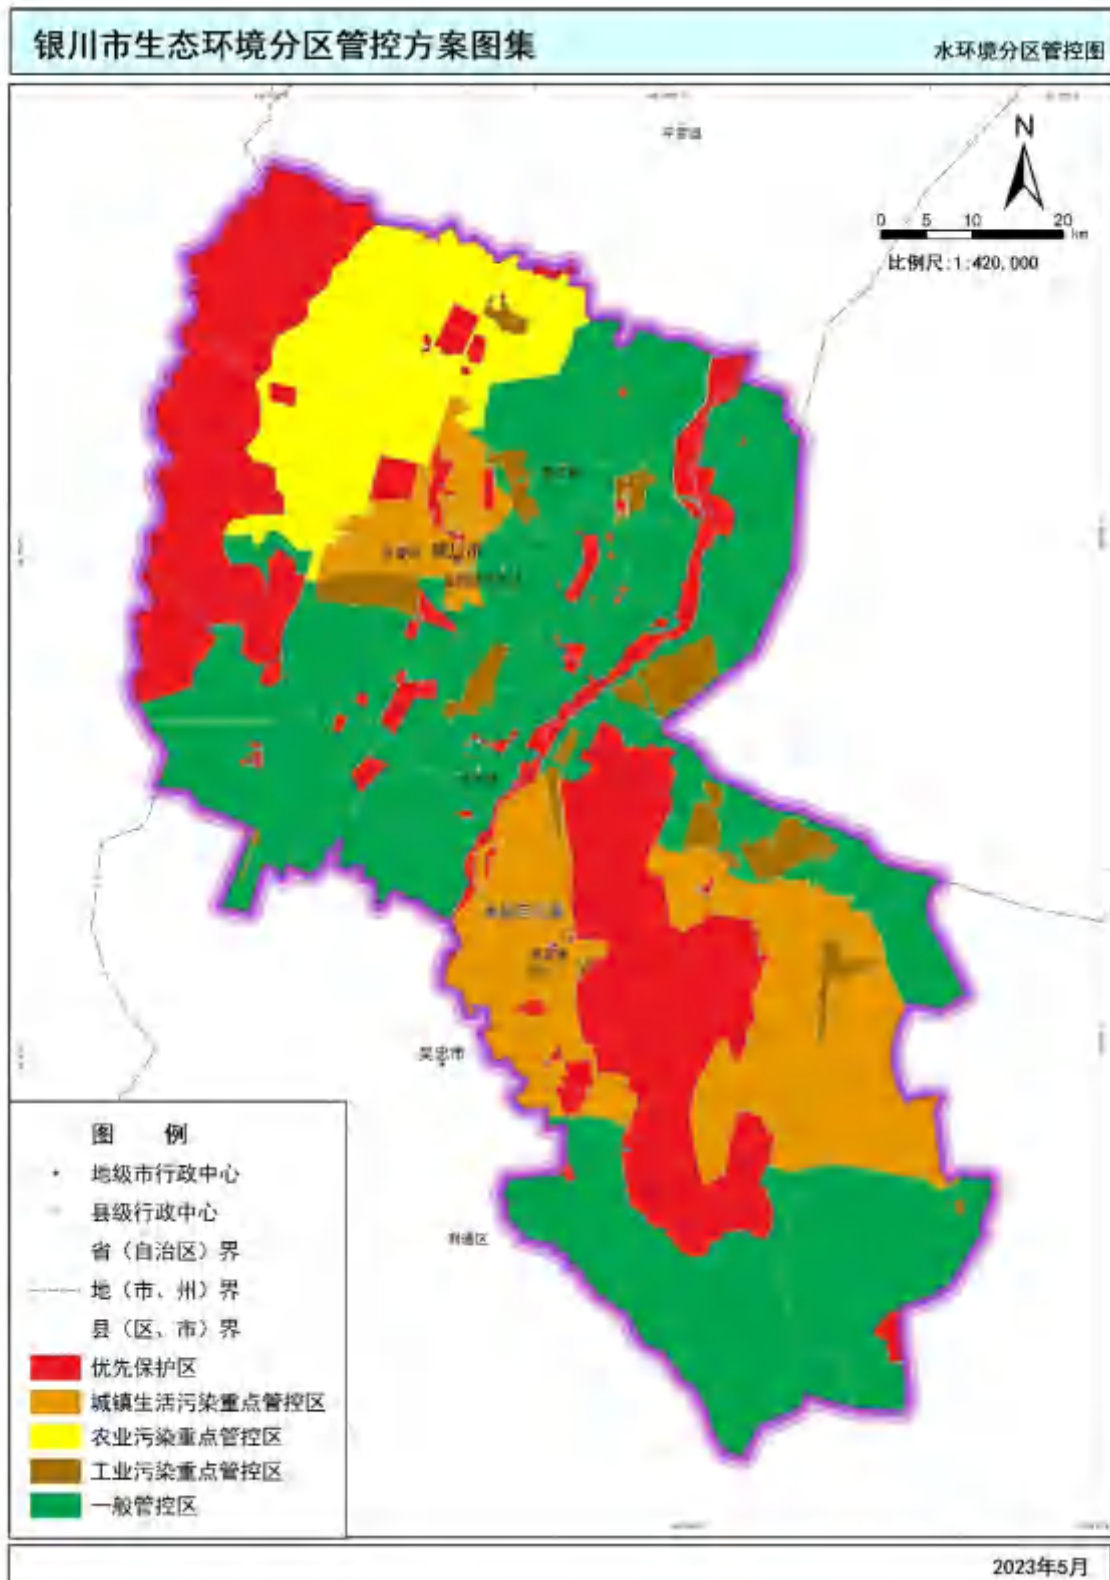 银川市生态环境分区管控方案图集
水环境分区管控图
平罗县
N
0 5 10 20
km
比例尺:1:420,000
银川市
吴忠市
利通区
图 例
地级市行政中心
县级行政中心
省（自治区）界
地（市、州）界
县（区、市）界
优先保护区
城镇生活污染重点管控区
农业污染重点管控区
工业污染重点管控区
一般管控区
2023年5月